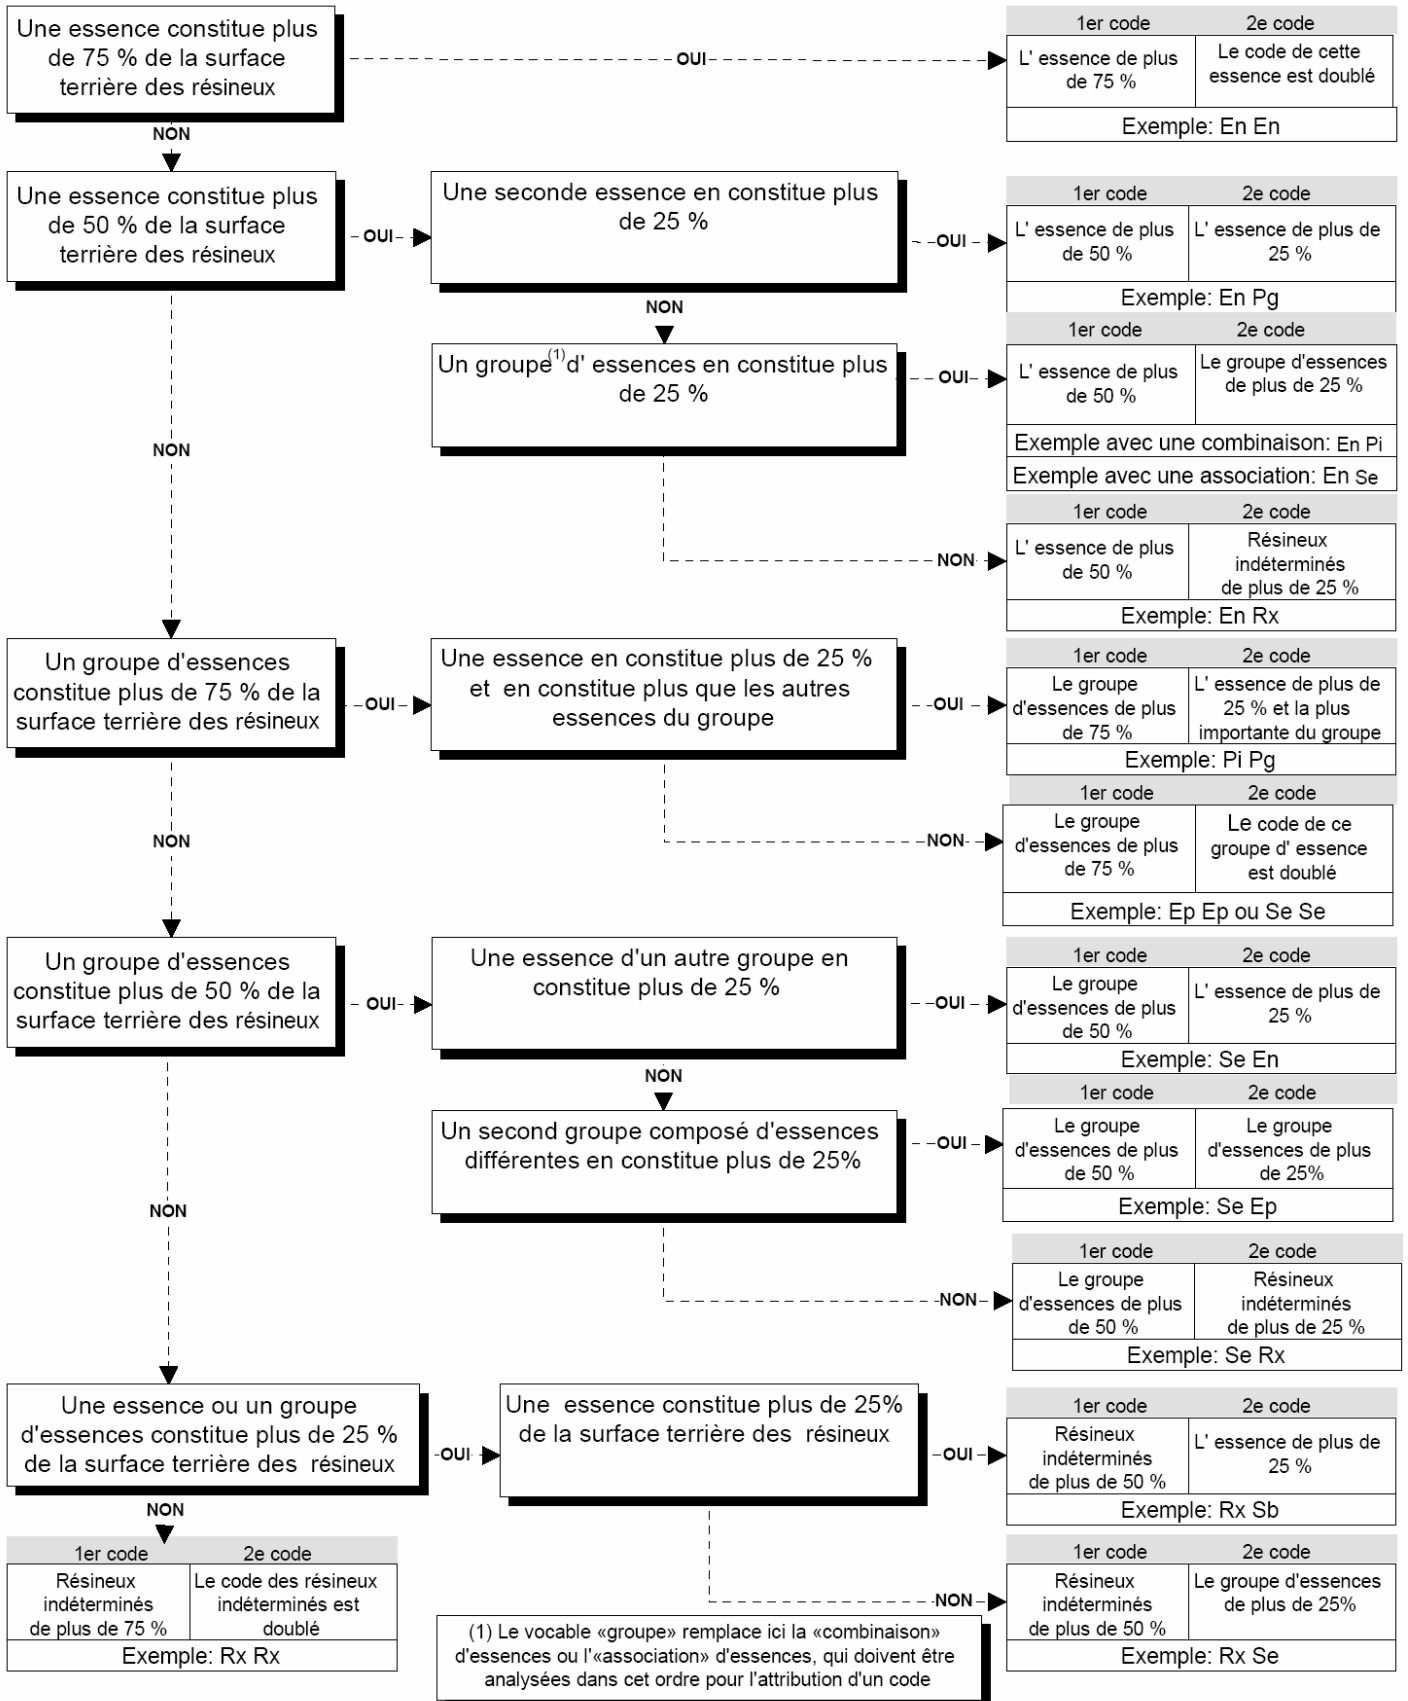 Une essence constitue plus
de 75 % de la surface
terrière des résineux
OUI
1er code
2e code
L' essence de plus
de 75 %
Le code de cette
essence est doublé
Exemple: En En
NON
Une essence constitue plus
de 50 % de la surface
terrière des résineux
OUI
Une seconde essence en constitue plus
de 25 %
OUI
1er code
2e code
L' essence de plus
de 50 %
L' essence de plus de
25 %
Exemple: En Pg
NON
Un groupe(1) d' essences en constitue plus
de 25 %
OUI
1er code
2e code
L' essence de plus
de 50 %
Le groupe d'essences
de plus de 25 %
Exemple avec une combinaison: En Pi
Exemple avec une association: En Se
NON
NON
1er code
2e code
L' essence de plus
de 50 %
Résineux
indéterminés
de plus de 25 %
Exemple: En Rx
Un groupe d'essences
constitue plus de 75 % de la
surface terrière des résineux
OUI
Une essence en constitue plus de 25 %
et en constitue plus que les autres
essences du groupe
OUI
1er code
2e code
Le groupe
d'essences de plus
de 75 %
L' essence de plus de
25 % et la plus
importante du groupe
Exemple: Pi Pg
NON
NON
1er code
2e code
Le groupe
d'essences de plus
de 75 %
Le code de ce
groupe d' essence
est doublé
Exemple: Ep Ep ou Se Se
Un groupe d'essences
constitue plus de 50 % de la
surface terrière des résineux
OUI
Une essence d'un autre groupe en
constitue plus de 25 %
OUI
1er code
2e code
Le groupe
d'essences de plus
de 50 %
L' essence de plus de
25 %
Exemple: Se En
NON
Un second groupe composé d'essences
différentes en constitue plus de 25%
OUI
1er code
2e code
Le groupe
d'essences de plus
de 50 %
Le groupe
d'essences de plus
de 25%
Exemple: Se Ep
NON
NON
1er code
2e code
Le groupe
d'essences de plus
de 50 %
Résineux
indéterminés
de plus de 25 %
Exemple: Se Rx
Une essence ou un groupe
d'essences constitue plus de 25 %
de la surface terrière des résineux
OUI
Une essence constitue plus de 25%
de la surface terrière des résineux
OUI
1er code
2e code
Résineux
indéterminés
de plus de 50 %
L' essence de plus de
25 %
Exemple: Rx Sb
NON
1er code
2e code
Résineux
indéterminés
de plus de 75 %
Le code des résineux
indéterminés est
doublé
Exemple: Rx Rx
NON
1er code
2e code
Résineux
indéterminés
de plus de 50 %
Le groupe d'essences
de plus de 25%
Exemple: Rx Se
(1) Le vocable «groupe» remplace ici la «combinaison»
d'essences ou l'«association» d'essences, qui doivent être
analysées dans cet ordre pour l'attribution d'un code